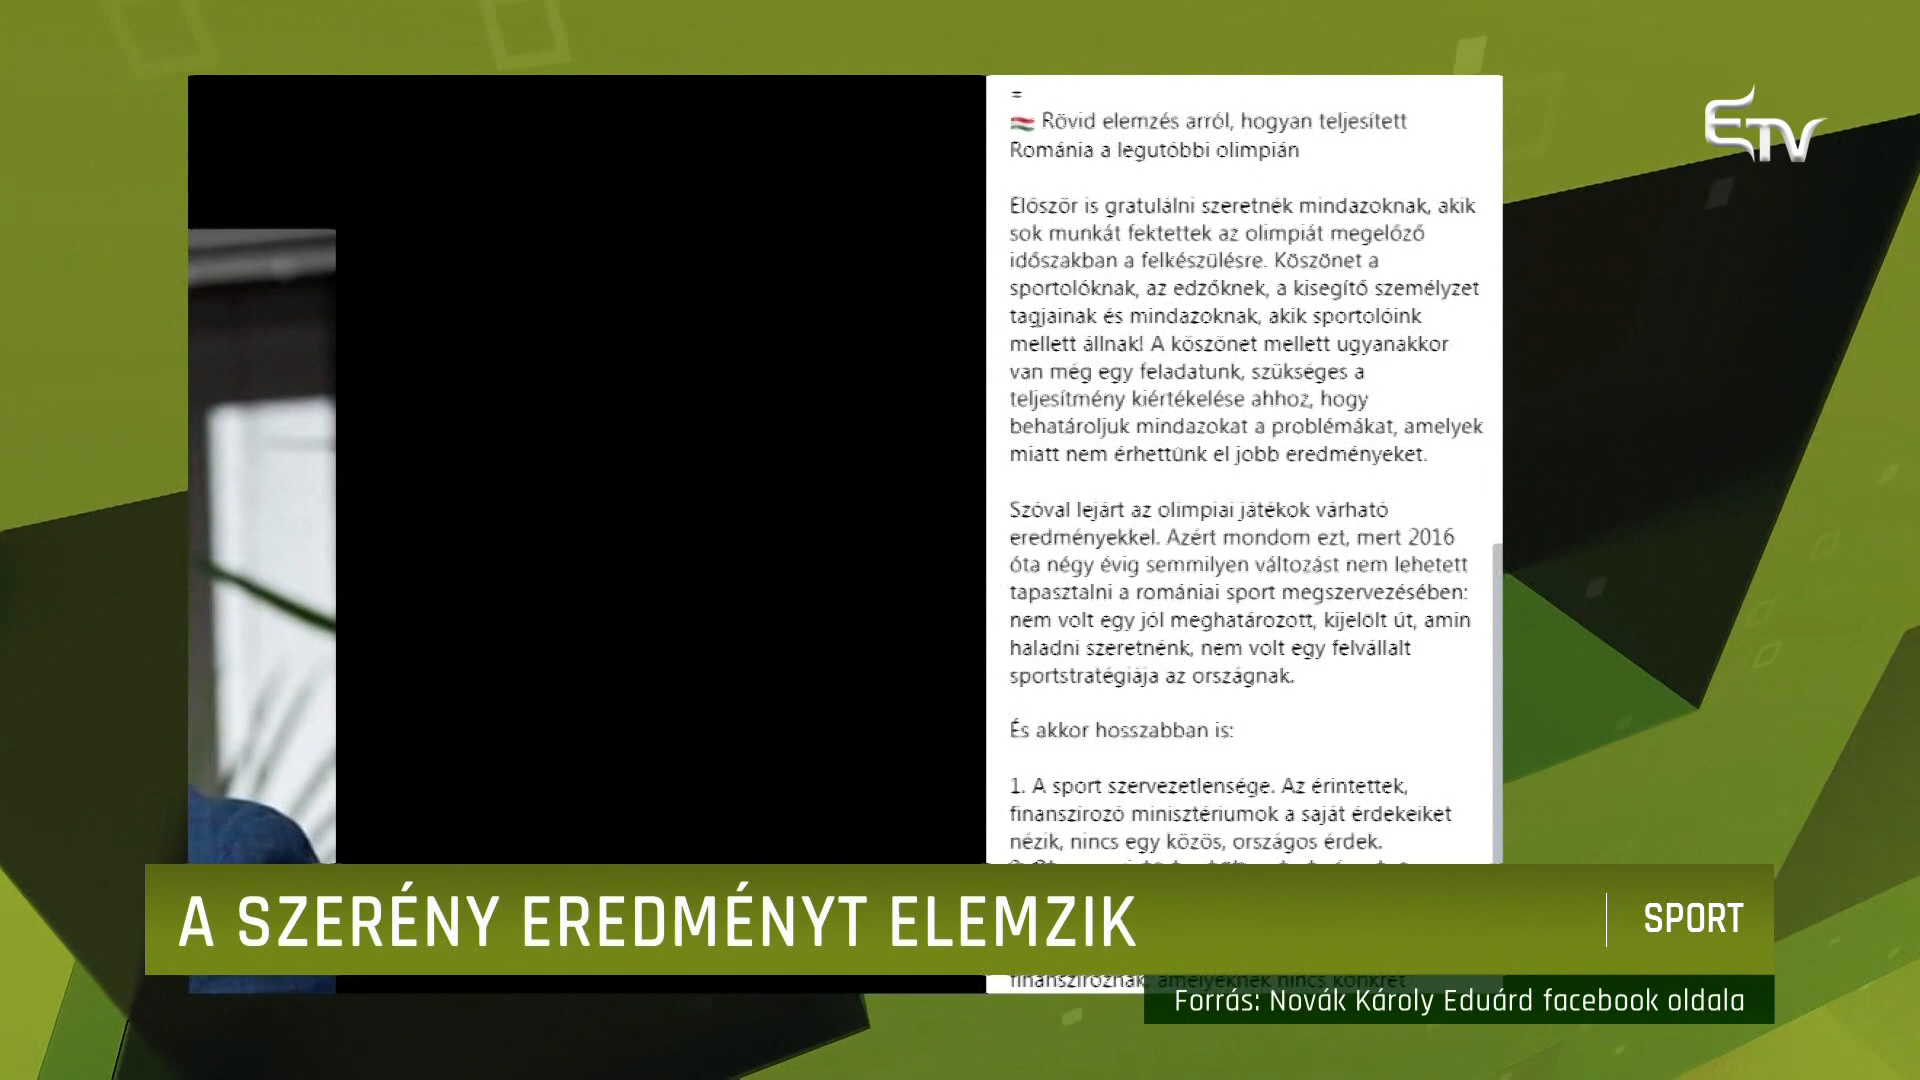 ETV
Rövid elemzés arról, hogyan teljesített
Románia a legutóbbi olimpián
Először is gratulálni szeretnék mindazoknak, akik
sok munkát fektettek az olimpiát megelőző
időszakban a felkészülésre. Köszönet a
sportolóknak, az edzőknek, a kisegítő személyzet
tagjainak és mindazoknak, akik sportolóink
mellett állnak! A köszönet mellett ugyanakkor
van még egy feladatunk, szükséges a
teljesítmény kiértékelése ahhoz, hogy
behatároljuk mindazokat a problémákat, amelyek
miatt nem érhettünk el jobb eredményeket.
Szóval lejárt az olimpiai játékok várható
eredményekkel. Azért mondom ezt, mert 2016
óta négy évig semmilyen változást nem lehetett
tapasztalni a romániai sport megszervezésében:
nem volt egy jól meghatározott, kijelölt út, amin
haladni szeretnénk, nem volt egy felvállalt
sportstratégiája az országnak.
És akkor hosszabban is:
1. A sport szervezetlensége. Az érintettek,
finanszírozó minisztériumok a saját érdekeiket
nézik, nincs egy közös, országos érdek.
A SZERÉNY EREDMÉNYT ELEMZIK
SPORT
finanszíroznak, amelyeknek nincs konkrét
Forrás: Novák Károly Eduárd facebook oldala